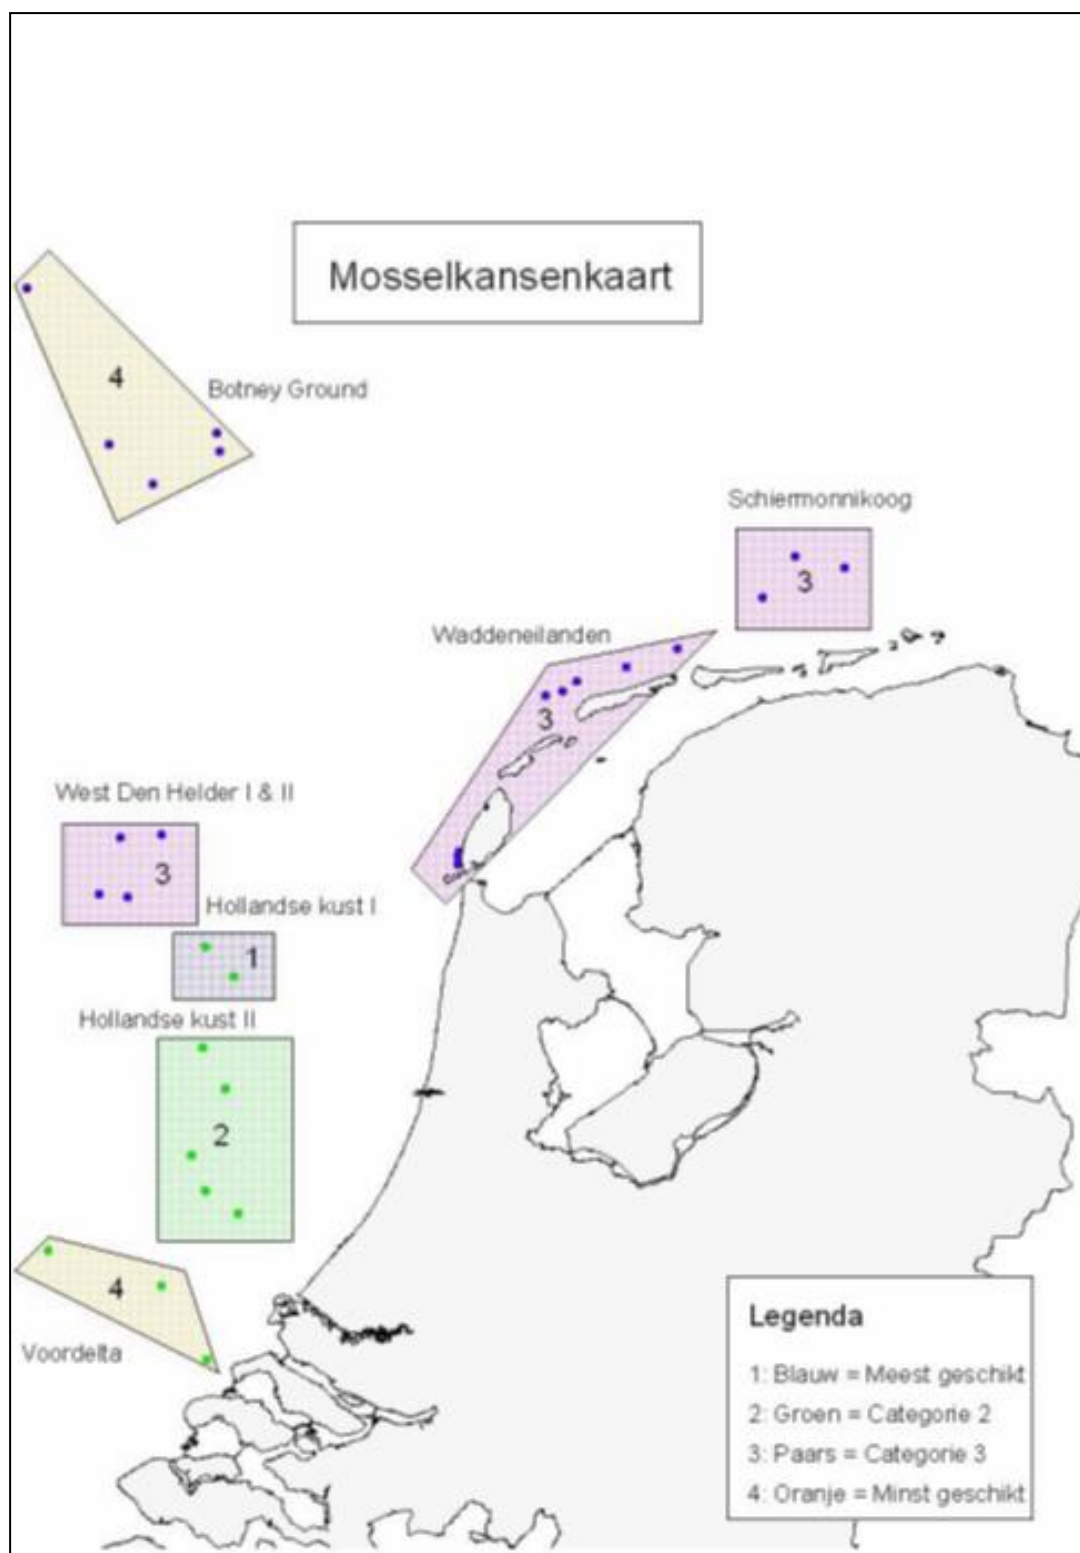 Mosselkansenkaart
4
Botney Ground
Schiermonnikoog
3
Waddeneilanden
3
West Den Helder I & II
3
Hollandse kust I
1
Hollandse kust II
2
4
Voordelta
Legenda
1: Blauw = Meest geschikt
2: Groen = Categorie 2
3: Paars = Categorie 3
4: Oranje = Minst geschikt